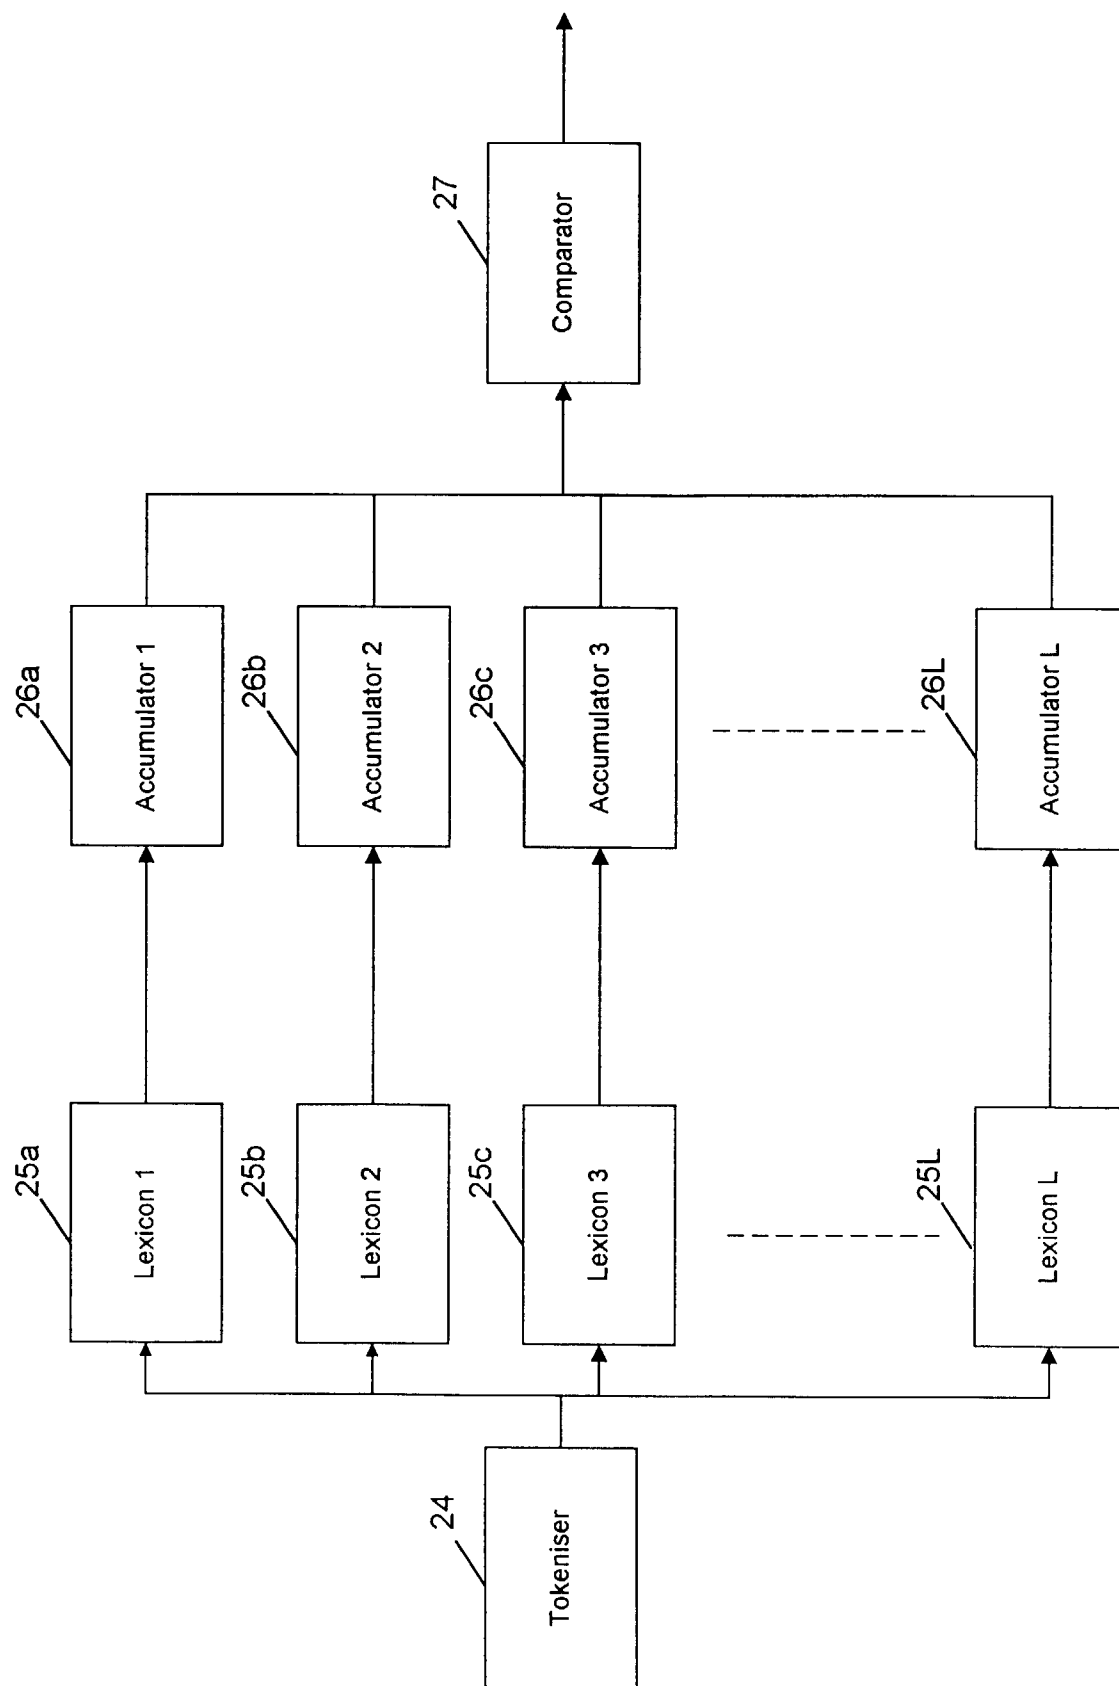 24
Tokeniser
25a
Lexicon 1
25b
Lexicon 2
25c
Lexicon 3
25L
Lexicon L
26a
Accumulator 1
26b
Accumulator 2
26c
Accumulator 3
26L
Accumulator L
27
Comparator